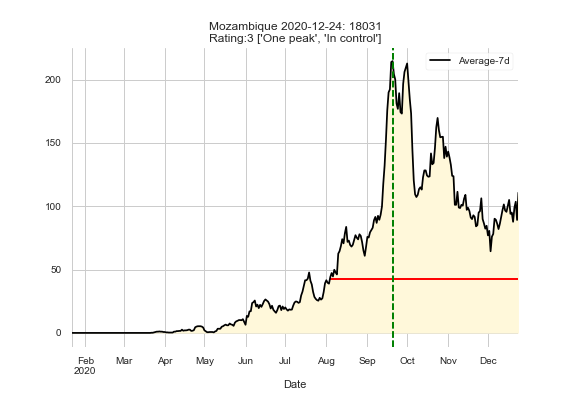 Mozambique 2020-12-24: 18031
Rating:3 ['One peak', 'In control']
Average-7d
200
150
100
50
0
Feb Mar Apr May Jun Jul Aug Sep Oct Nov Dec
2020
Date